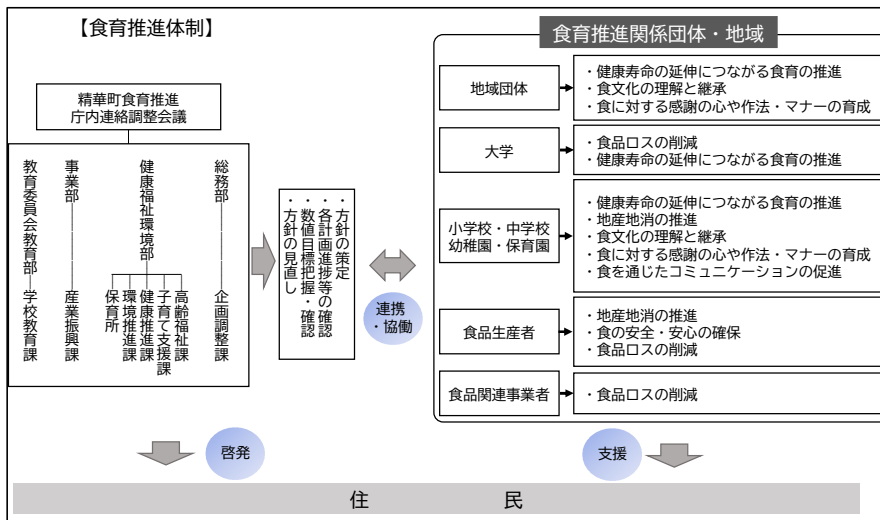 【食育推進体制】
精華町食育推進
庁内連絡調整会議
総務部
企画調整課
健康福祉環境部
高齢福祉課
子育て支援課
健康推進課
環境推進課
保育所
事業部
産業振興課
教育委員会教育部
学校教育課
・方針の策定
・各計画進捗等の確認
・数値目標把握・確認
・方針の見直し
連携
・協働
食育推進関係団体・地域
地域団体
・健康寿命の延伸につながる食育の推進
・食文化の理解と継承
・食に対する感謝の心や作法・マナーの育成
大学
・食品ロスの削減
・健康寿命の延伸につながる食育の推進
小学校・中学校
幼稚園・保育園
・健康寿命の延伸につながる食育の推進
・地産地消の推進
・食文化の理解と継承
・食に対する感謝の心や作法・マナーの育成
・食を通じたコミュニケーションの促進
食品生産者
・地産地消の推進
・食の安全・安心の確保
・食品ロスの削減
食品関連事業者
・食品ロスの削減
啓発
支援
住 民